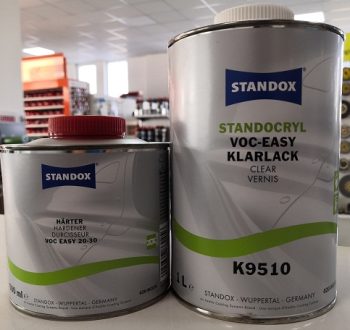 STANDOX
HÄRTER
HARDENER
DURCISSEUR
VOC EASY 20-30
STANDOX - WUPPERTAL - GERMANY
STANDOX
STANDOCRYL
VOC-EASY
KLARLACK
CLEAR
VERNIS
1 L
K9510
STANDOX - WUPPERTAL - GERMANY